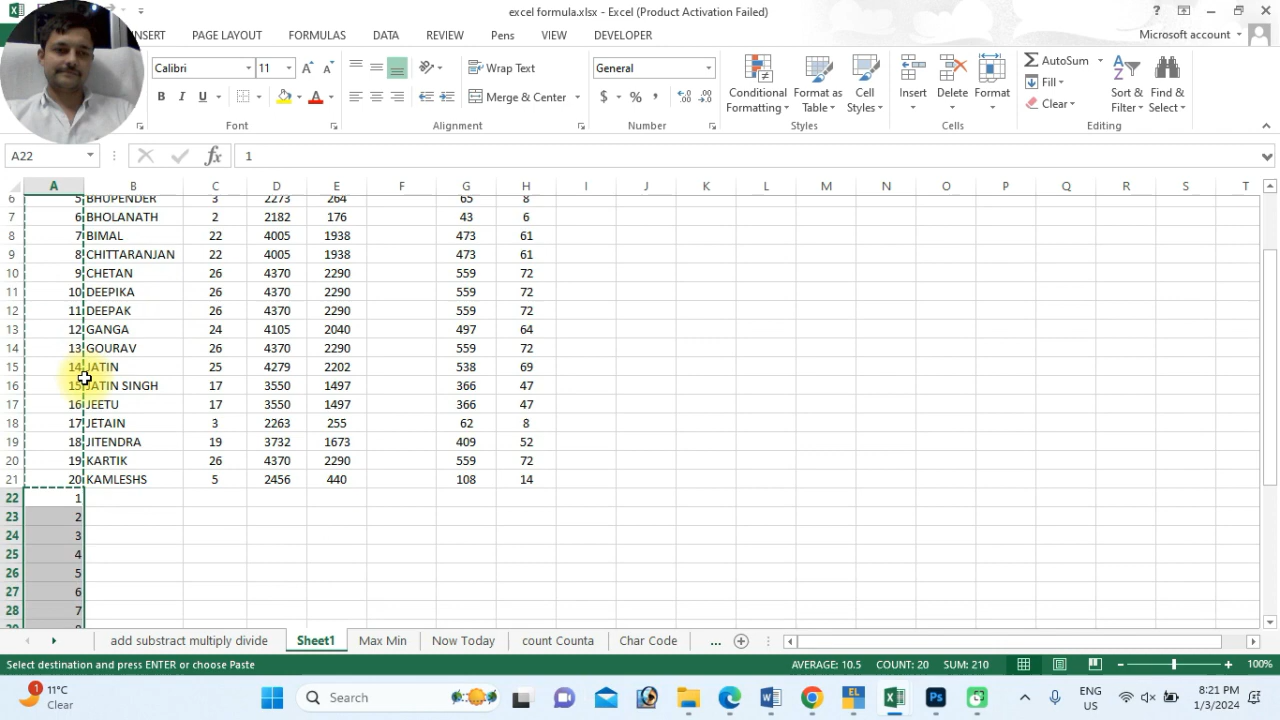 excel formula.xlsx - Excel (Product Activation Failed)
INSERT PAGE LAYOUT FORMULAS DATA REVIEW Pens VIEW DEVELOPER Microsoft account
Calibri 11 Wrap Text General AutoSum
B I U Merge & Center $ % , Conditional Formatting Format as Table Cell Styles Insert Delete Format Fill Clear Sort & Filter Find & Select
Font Alignment Number Styles Cells Editing
A22 fx 1
A B C D E F G H I J K L M N O P Q R S T
6 5 BHUPENDER 3 2273 264 65 8
7 6 BHOLANATH 2 2182 176 43 6
8 7 BIMAL 22 4005 1938 473 61
9 8 CHITTARANJAN 22 4005 1938 473 61
10 9 CHETAN 26 4370 2290 559 72
11 10 DEEPIKA 26 4370 2290 559 72
12 11 DEEPAK 26 4370 2290 559 72
13 12 GANGA 24 4105 2040 497 64
14 13 GOURAV 26 4370 2290 559 72
15 14 JATIN 25 4279 2202 538 69
16 15 JATIN SINGH 17 3550 1497 366 47
17 16 JEETU 17 3550 1497 366 47
18 17 JETAIN 3 2263 255 62 8
19 18 JITENDRA 19 3732 1673 409 52
20 19 KARTIK 26 4370 2290 559 72
21 20 KAMLESHS 5 2456 440 108 14
22 1
23 2
24 3
25 4
26 5
27 6
28 7
add substract multiply divide Sheet1 Max Min Now Today count Counta Char Code ...
Select destination and press ENTER or choose Paste AVERAGE: 10.5 COUNT: 20 SUM: 210 100%
1 11°C Clear Search ENG US 8:21 PM 1/3/2024